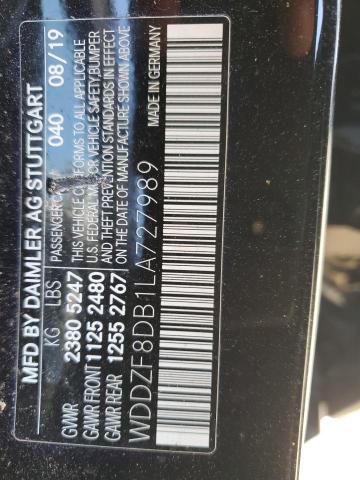 MFD BY DAIMLER AG STUTTGART
KG LBS PASSENGER CAR 040 08/19
GVWR 2380 5247
GAWR FRONT 1125 2480
GAWR REAR 1255 2767
THIS VEHICLE CONFORMS TO ALL APPLICABLE
U.S. FEDERAL MOTOR VEHICLE SAFETY, BUMPER
AND THEFT PREVENTION STANDARDS IN EFFECT
ON THE DATE OF MANUFACTURE SHOWN ABOVE
WDDZF8DB1LA727989
MADE IN GERMANY